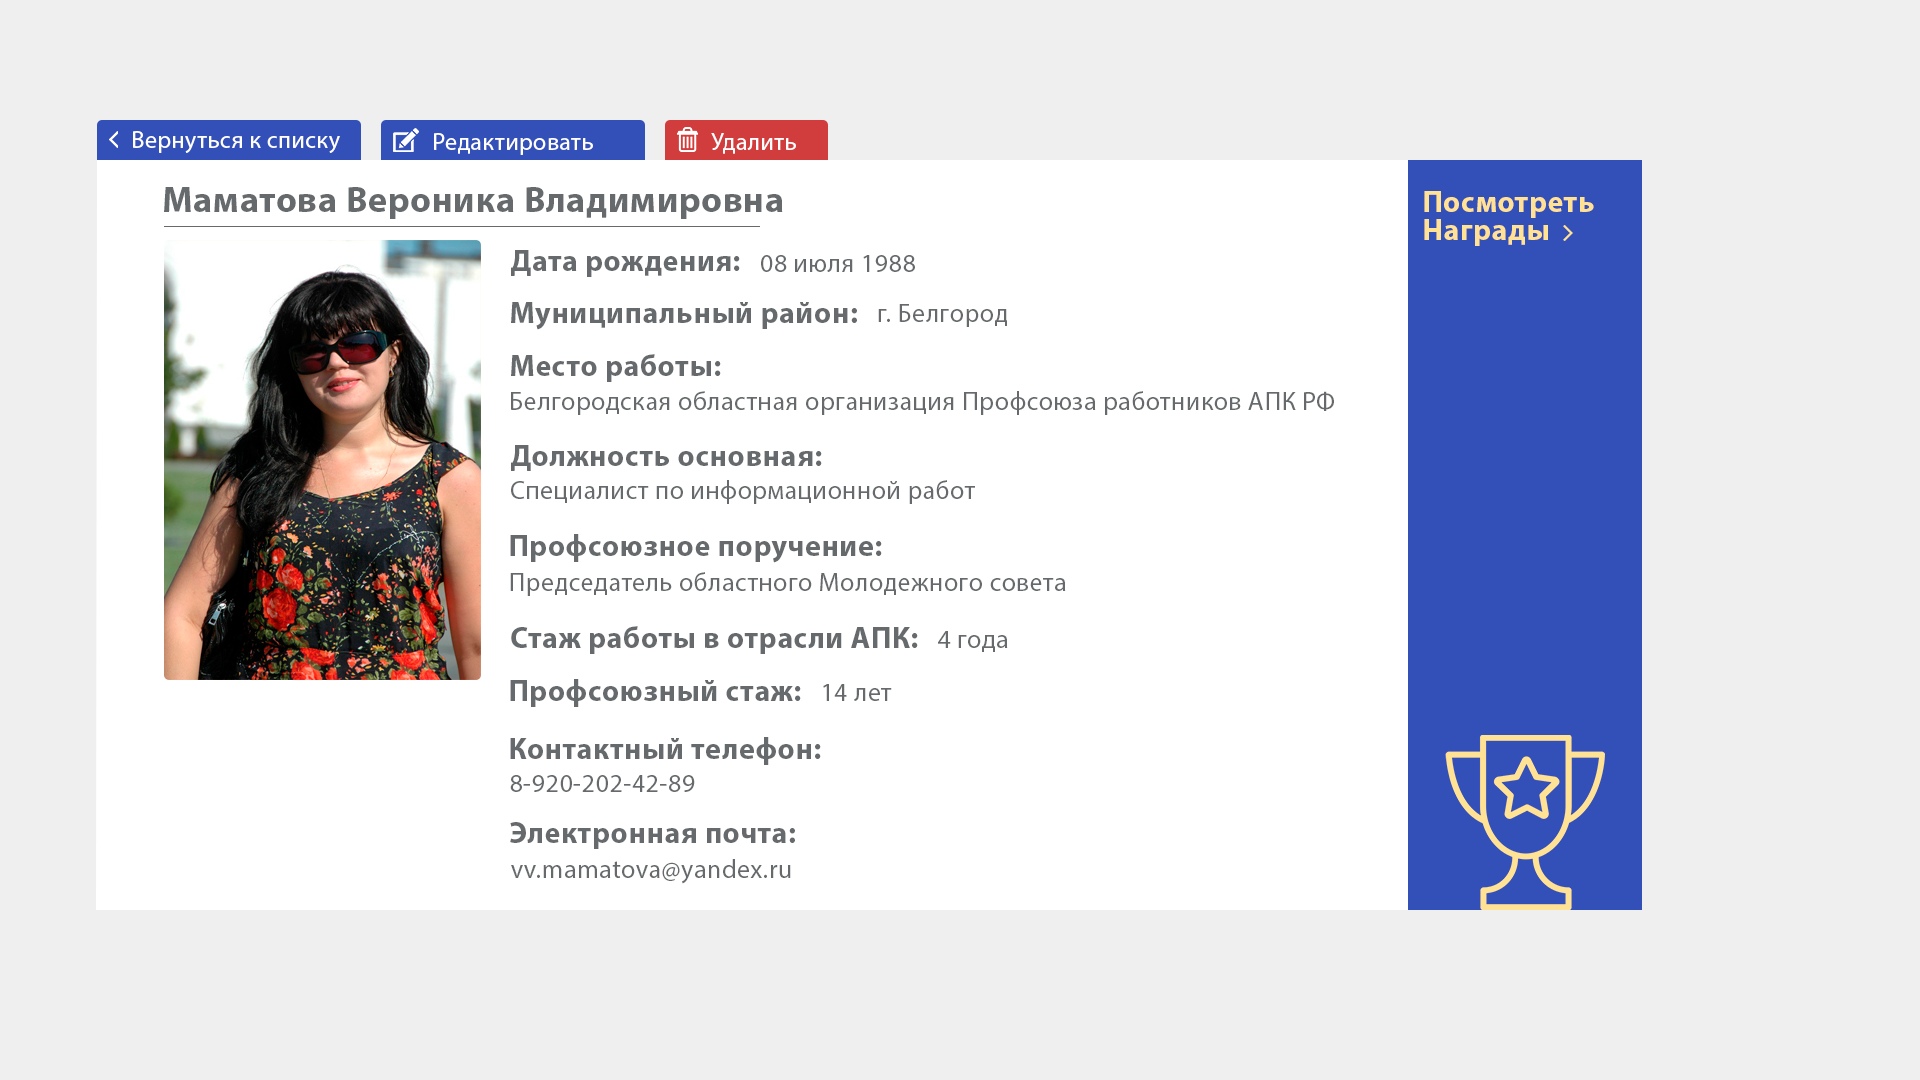 Вернуться к списку
Редактировать
Удалить
Маматова Вероника Владимировна
Дата рождения: 08 июля 1988
Муниципальный район: г. Белгород
Место работы:
Белгородская областная организация Профсоюза работников АПК РФ
Должность основная:
Специалист по информационной работ
Профсоюзное поручение:
Председатель областного Молодежного совета
Стаж работы в отрасли АПК: 4 года
Профсоюзный стаж: 14 лет
Контактный телефон:
8-920-202-42-89
Электронная почта:
vv.mamatova@yandex.ru
Посмотреть
Награды